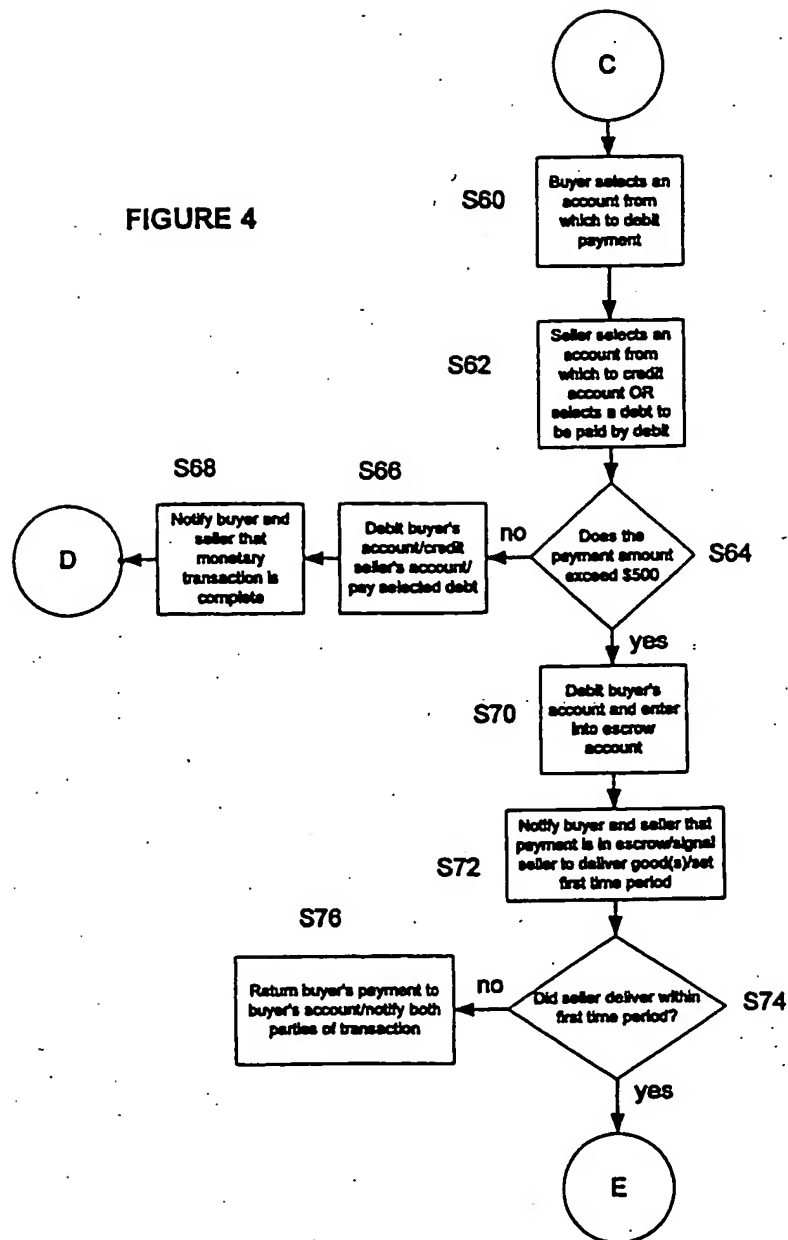 C
FIGURE 4
S60
Buyer selects an
account from
which to debit
payment
S62
Seller selects an
account from
which to credit
account OR
selects a debt to
be paid by debit
S64
Does the
payment amount
exceed $500
no
S66
Debit buyer's
account/credit
seller's account/
pay selected debt
S68
Notify buyer and
seller that
monetary
transaction is
complete
D
yes
S70
Debit buyer's
account and enter
into escrow
account
S72
Notify buyer and seller that
payment is in escrow/signal
seller to deliver good(s)/set
first time period
S74
Did seller deliver within
first time period?
no
S76
Return buyer's payment to
buyer's account/notify both
parties of transaction
yes
E